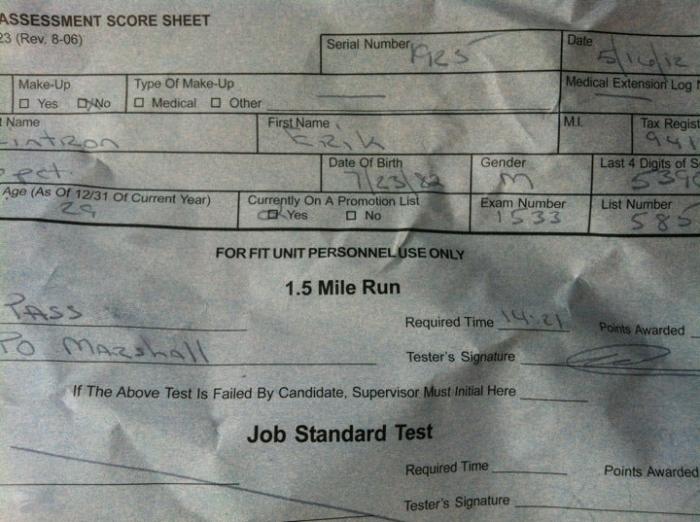 ASSESSMENT SCORE SHEET
23 (Rev. 8-06)
Serial Number 1925
Date 5/16/12
Make-Up
Type Of Make-Up
Medical Extension Log
Yes No
Medical Other
Name
First Name
M.I.
Tax Regist
Cintron
Erik
941
Date Of Birth
Gender
Last 4 Digits of S
pect
7/23/82
M
5390
Age (As Of 12/31 Of Current Year)
Currently On A Promotion List
Exam Number
List Number
29
Yes No
1533
585
FOR FIT UNIT PERSONNEL USE ONLY
1.5 Mile Run
PASS
Required Time 14:21
Points Awarded
PO Marshall
Tester's Signature
If The Above Test Is Failed By Candidate, Supervisor Must Initial Here
Job Standard Test
Required Time
Points Awarded
Tester's Signature